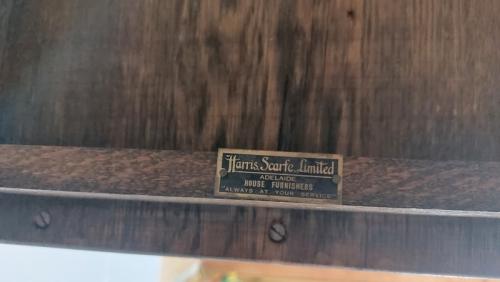 Harris, Scarfe, Limited
ADELAIDE
HOUSE FURNISHERS
"ALWAYS AT YOUR SERVICE"